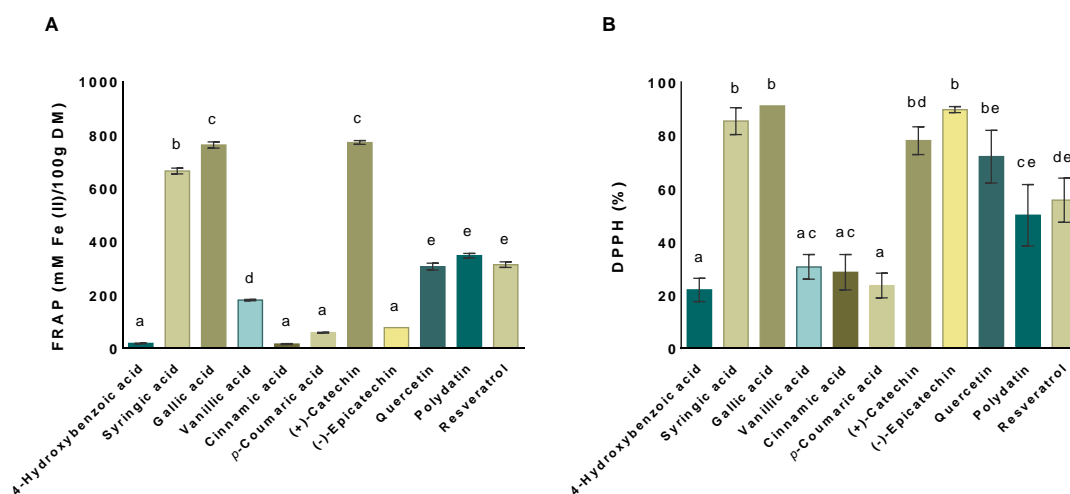 A
FRAP (mM Fe (II)/100g DM)
1000
800
600
400
200
0
a
b
c
d
a
a
c
a
e
e
e
4-Hydroxybenzoic acid
Syringic acid
Gallic acid
Vanillic acid
Cinnamic acid
p-Coumaric acid
(+)-Catechin
(-)-Epicatechin
Quercetin
Polydatin
Resveratrol
B
DPPH (%)
100
80
60
40
20
0
a
b
b
ac
ac
a
bd
b
be
ce
de
4-Hydroxybenzoic acid
Syringic acid
Gallic acid
Vanillic acid
Cinnamic acid
p-Coumaric acid
(+)-Catechin
(-)-Epicatechin
Quercetin
Polydatin
Resveratrol